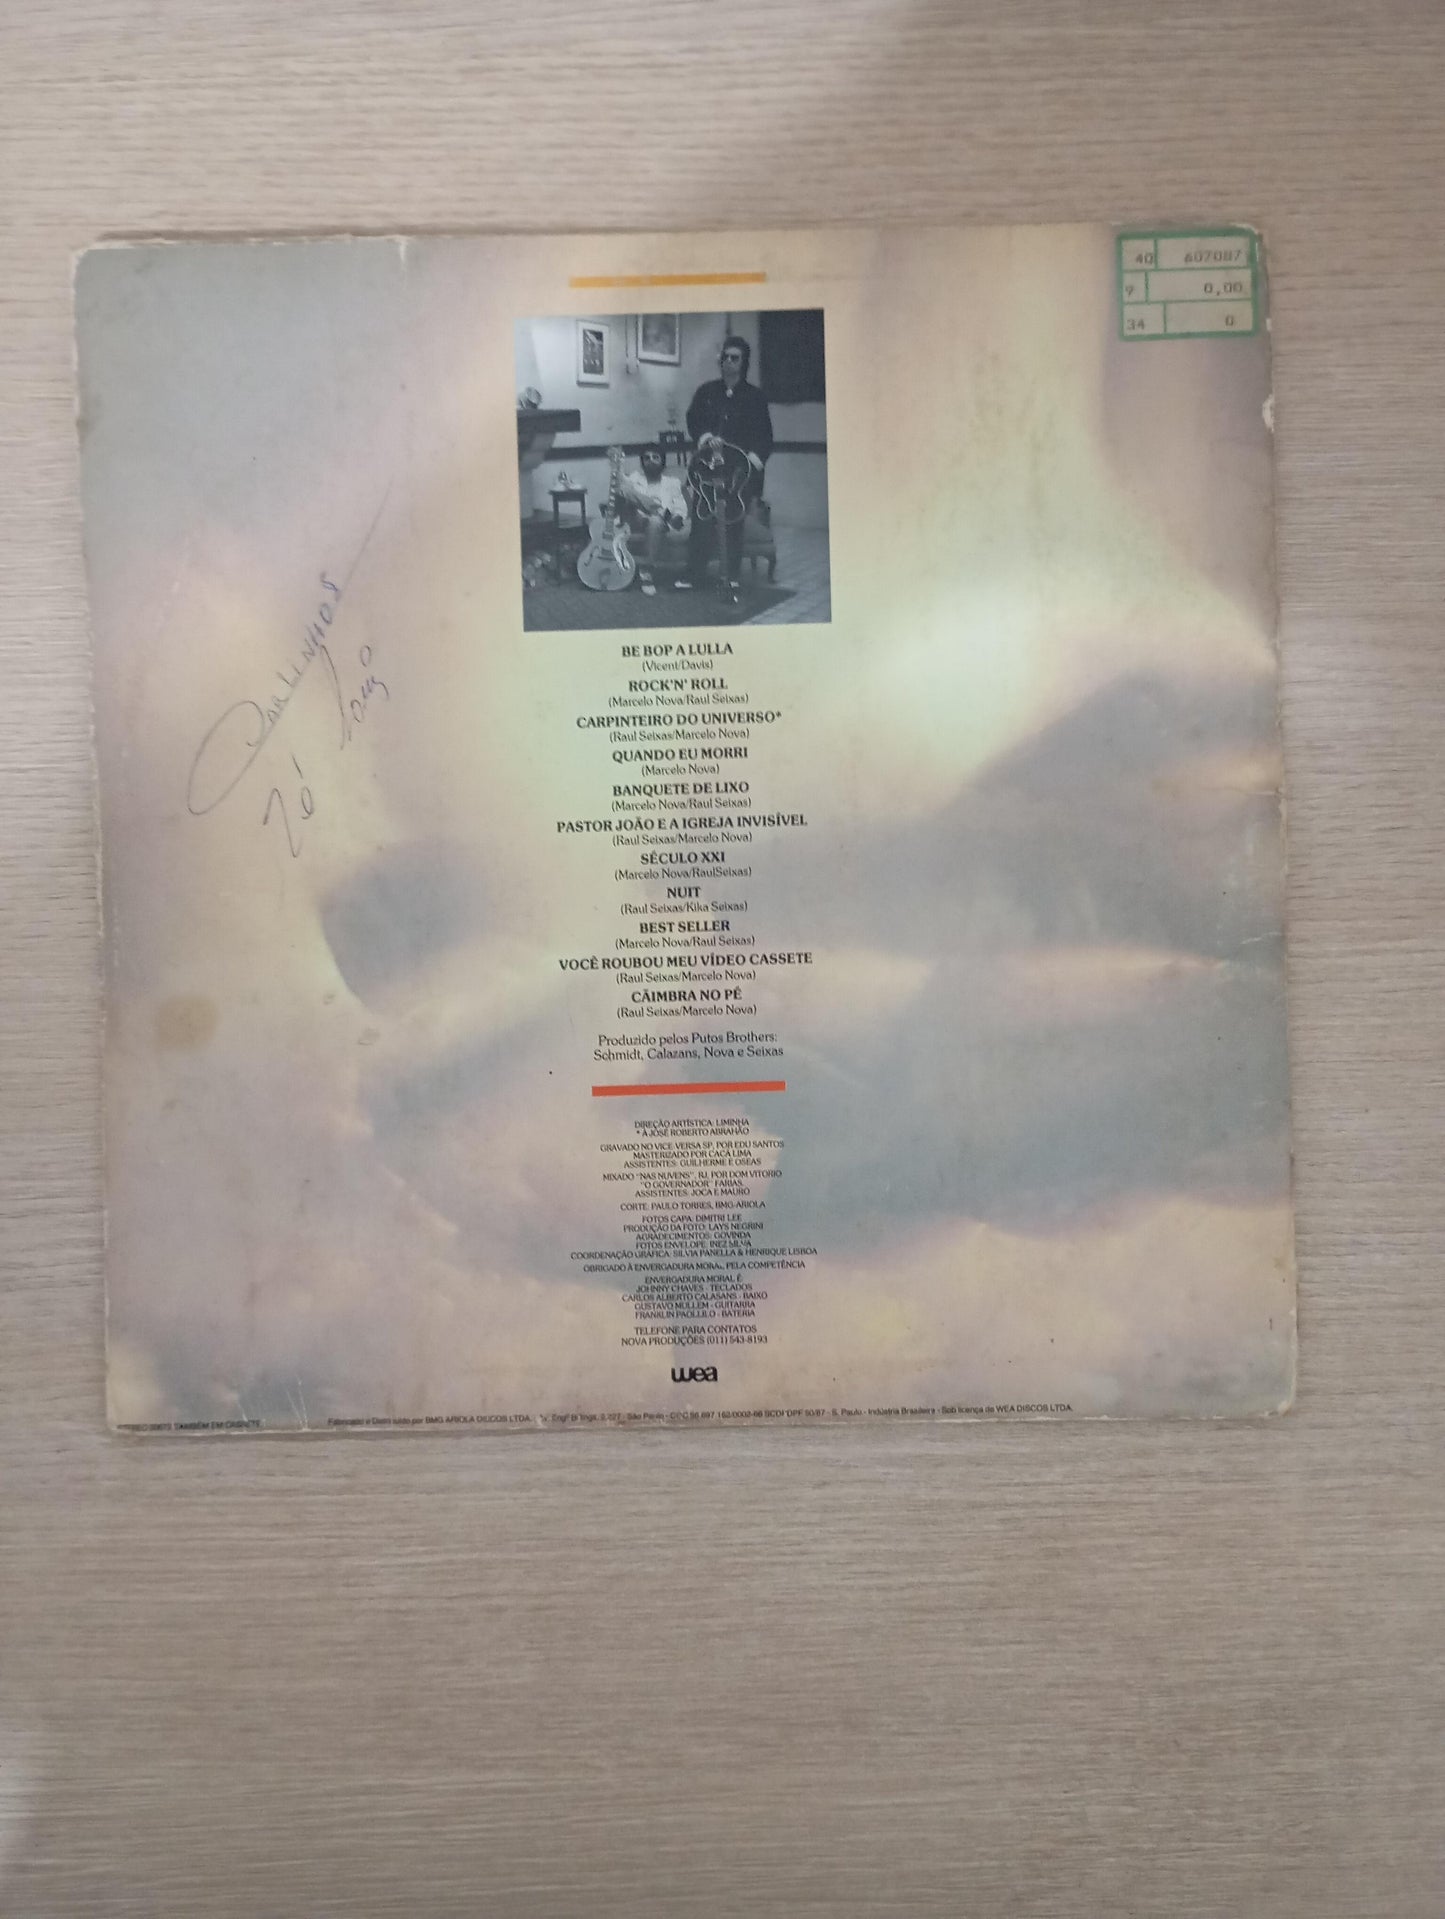 40 607087
9 0,00
34 0
BE BOP A LULLA
(Vicent/Davis)
ROCK'N' ROLL
(Marcelo Nova/Raul Seixas)
CARPINTEIRO DO UNIVERSO*
(Raul Seixas/Marcelo Nova)
QUANDO EU MORRI
(Marcelo Nova)
BANQUETE DE LIXO
(Marcelo Nova/Raul Seixas)
PASTOR JOÃO E A IGREJA INVISÍVEL
(Raul Seixas/Marcelo Nova)
SÉCULO XXI
(Marcelo Nova/RaulSeixas)
NUIT
(Raul Seixas/Kika Seixas)
BEST SELLER
(Marcelo Nova/Raul Seixas)
VOCÊ ROUBOU MEU VÍDEO CASSETE
(Raul Seixas/Marcelo Nova)
CÃIMBRA NO PÉ
(Raul Seixas/Marcelo Nova)
Produzido pelos Putos Brothers:
Schmidt, Calazans, Nova e Seixas
DIREÇÃO ARTÍSTICA: LIMINHA
* À JOSÉ ROBERTO ABRAHÃO
GRAVADO NO VICE-VERSA SP, POR EDU SANTOS
MASTERIZADO POR CACÁ LIMA
ASSISTENTES: GUILHERME E OSEAS
MIXADO "NAS NUVENS", RJ, POR DOM VITORIO
"O GOVERNADOR" FARIAS,
ASSISTENTES: JOCA E MAURO
CORTE: PAULO TORRES, BMG-ARIOLA
FOTOS CAPA: DIMITRI LEE
PRODUÇÃO DA FOTO: LAYS NEGRINI
AGRADECIMENTOS: GOVINDA
FOTOS ENVELOPE: INEZ SILVA
COORDENAÇÃO GRÁFICA: SILVIA PANELLA & HENRIQUE LISBOA
OBRIGADO À ENVERGADURA MORAL, PELA COMPETÊNCIA
ENVERGADURA MORAL É
JOHNNY CHAVES - TECLADOS
CARLOS ALBERTO CALASANS - BAIXO
GUSTAVO MULLEM - GUITARRA
FRANKLIN PAOLLILO - BATERIA
TELEFONE PARA CONTATOS
NOVA PRODUÇÕES (011) 543-8193
wea
TAMBÉM EM CASSETE Fabricado e Distribuído por BMG ARIOLA DISCOS LTDA. São Paulo - S. Paulo - Indústria Brasileira - Sob licença de WEA DISCOS LTDA.